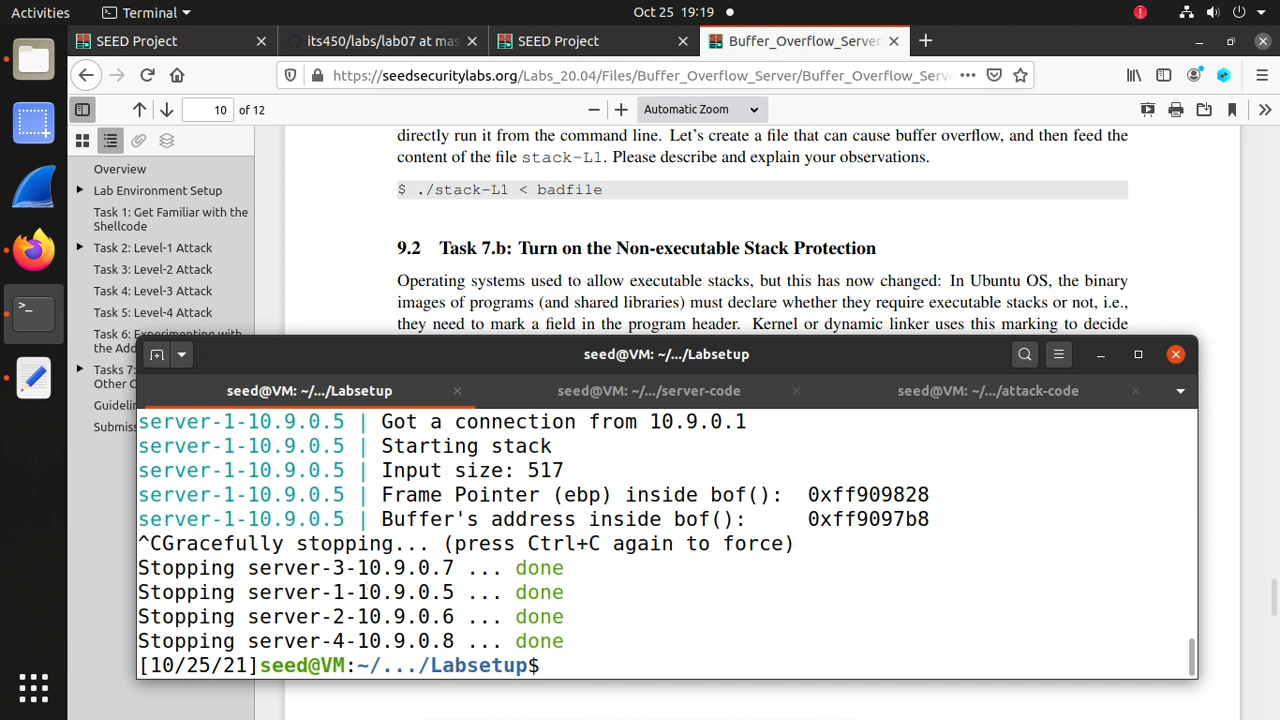 Activities
Terminal
Oct 25 19:19
SEED Project
its450/labs/lab07 at mas
SEED Project
Buffer_Overflow_Server.
https://seedsecuritylabs.org/Labs_20.04/Files/Buffer_Overflow_Server/Buffer_Overflow_Serve
10 of 12
Automatic Zoom
Overview
Lab Environment Setup
Task 1: Get Familiar with the
Shellcode
Task 2: Level-1 Attack
Task 3: Level-2 Attack
Task 4: Level-3 Attack
Task 5: Level-4 Attack
Task 6: Experimenting with
the Add
Tasks 7:
Other C
Guidelin
Submiss
directly run it from the command line. Let's create a file that can cause buffer overflow, and then feed the
content of the file stack-L1. Please describe and explain your observations.
$ ./stack-L1 < badfile
9.2 Task 7.b: Turn on the Non-executable Stack Protection
Operating systems used to allow executable stacks, but this has now changed: In Ubuntu OS, the binary
images of programs (and shared libraries) must declare whether they require executable stacks or not, i.e.,
they need to mark a field in the program header. Kernel or dynamic linker uses this marking to decide
seed@VM: ~/.../Labsetup
seed@VM: ~/.../Labsetup
seed@VM: ~/.../server-code
seed@VM: ~/.../attack-code
server-1-10.9.0.5 | Got a connection from 10.9.0.1
server-1-10.9.0.5 | Starting stack
server-1-10.9.0.5 | Input size: 517
server-1-10.9.0.5 | Frame Pointer (ebp) inside bof(): 0xff909828
server-1-10.9.0.5 | Buffer's address inside bof(): 0xff9097b8
^CGracefully stopping... (press Ctrl+C again to force)
Stopping server-3-10.9.0.7 ... done
Stopping server-1-10.9.0.5 ... done
Stopping server-2-10.9.0.6 ... done
Stopping server-4-10.9.0.8 ... done
[10/25/21]seed@VM:~/.../Labsetup$